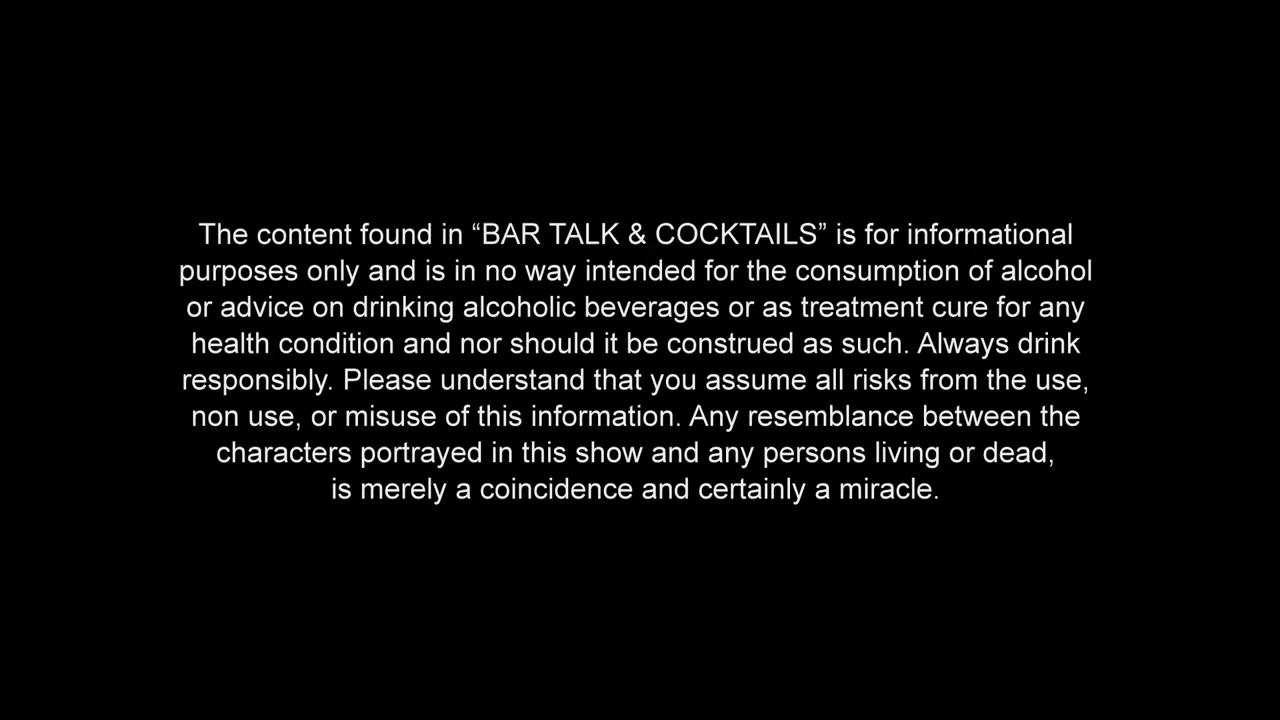 The content found in “BAR TALK & COCKTAILS” is for informational
purposes only and is in no way intended for the consumption of alcohol
or advice on drinking alcoholic beverages or as treatment cure for any
health condition and nor should it be construed as such. Always drink
responsibly. Please understand that you assume all risks from the use,
non use, or misuse of this information. Any resemblance between the
characters portrayed in this show and any persons living or dead,
is merely a coincidence and certainly a miracle.